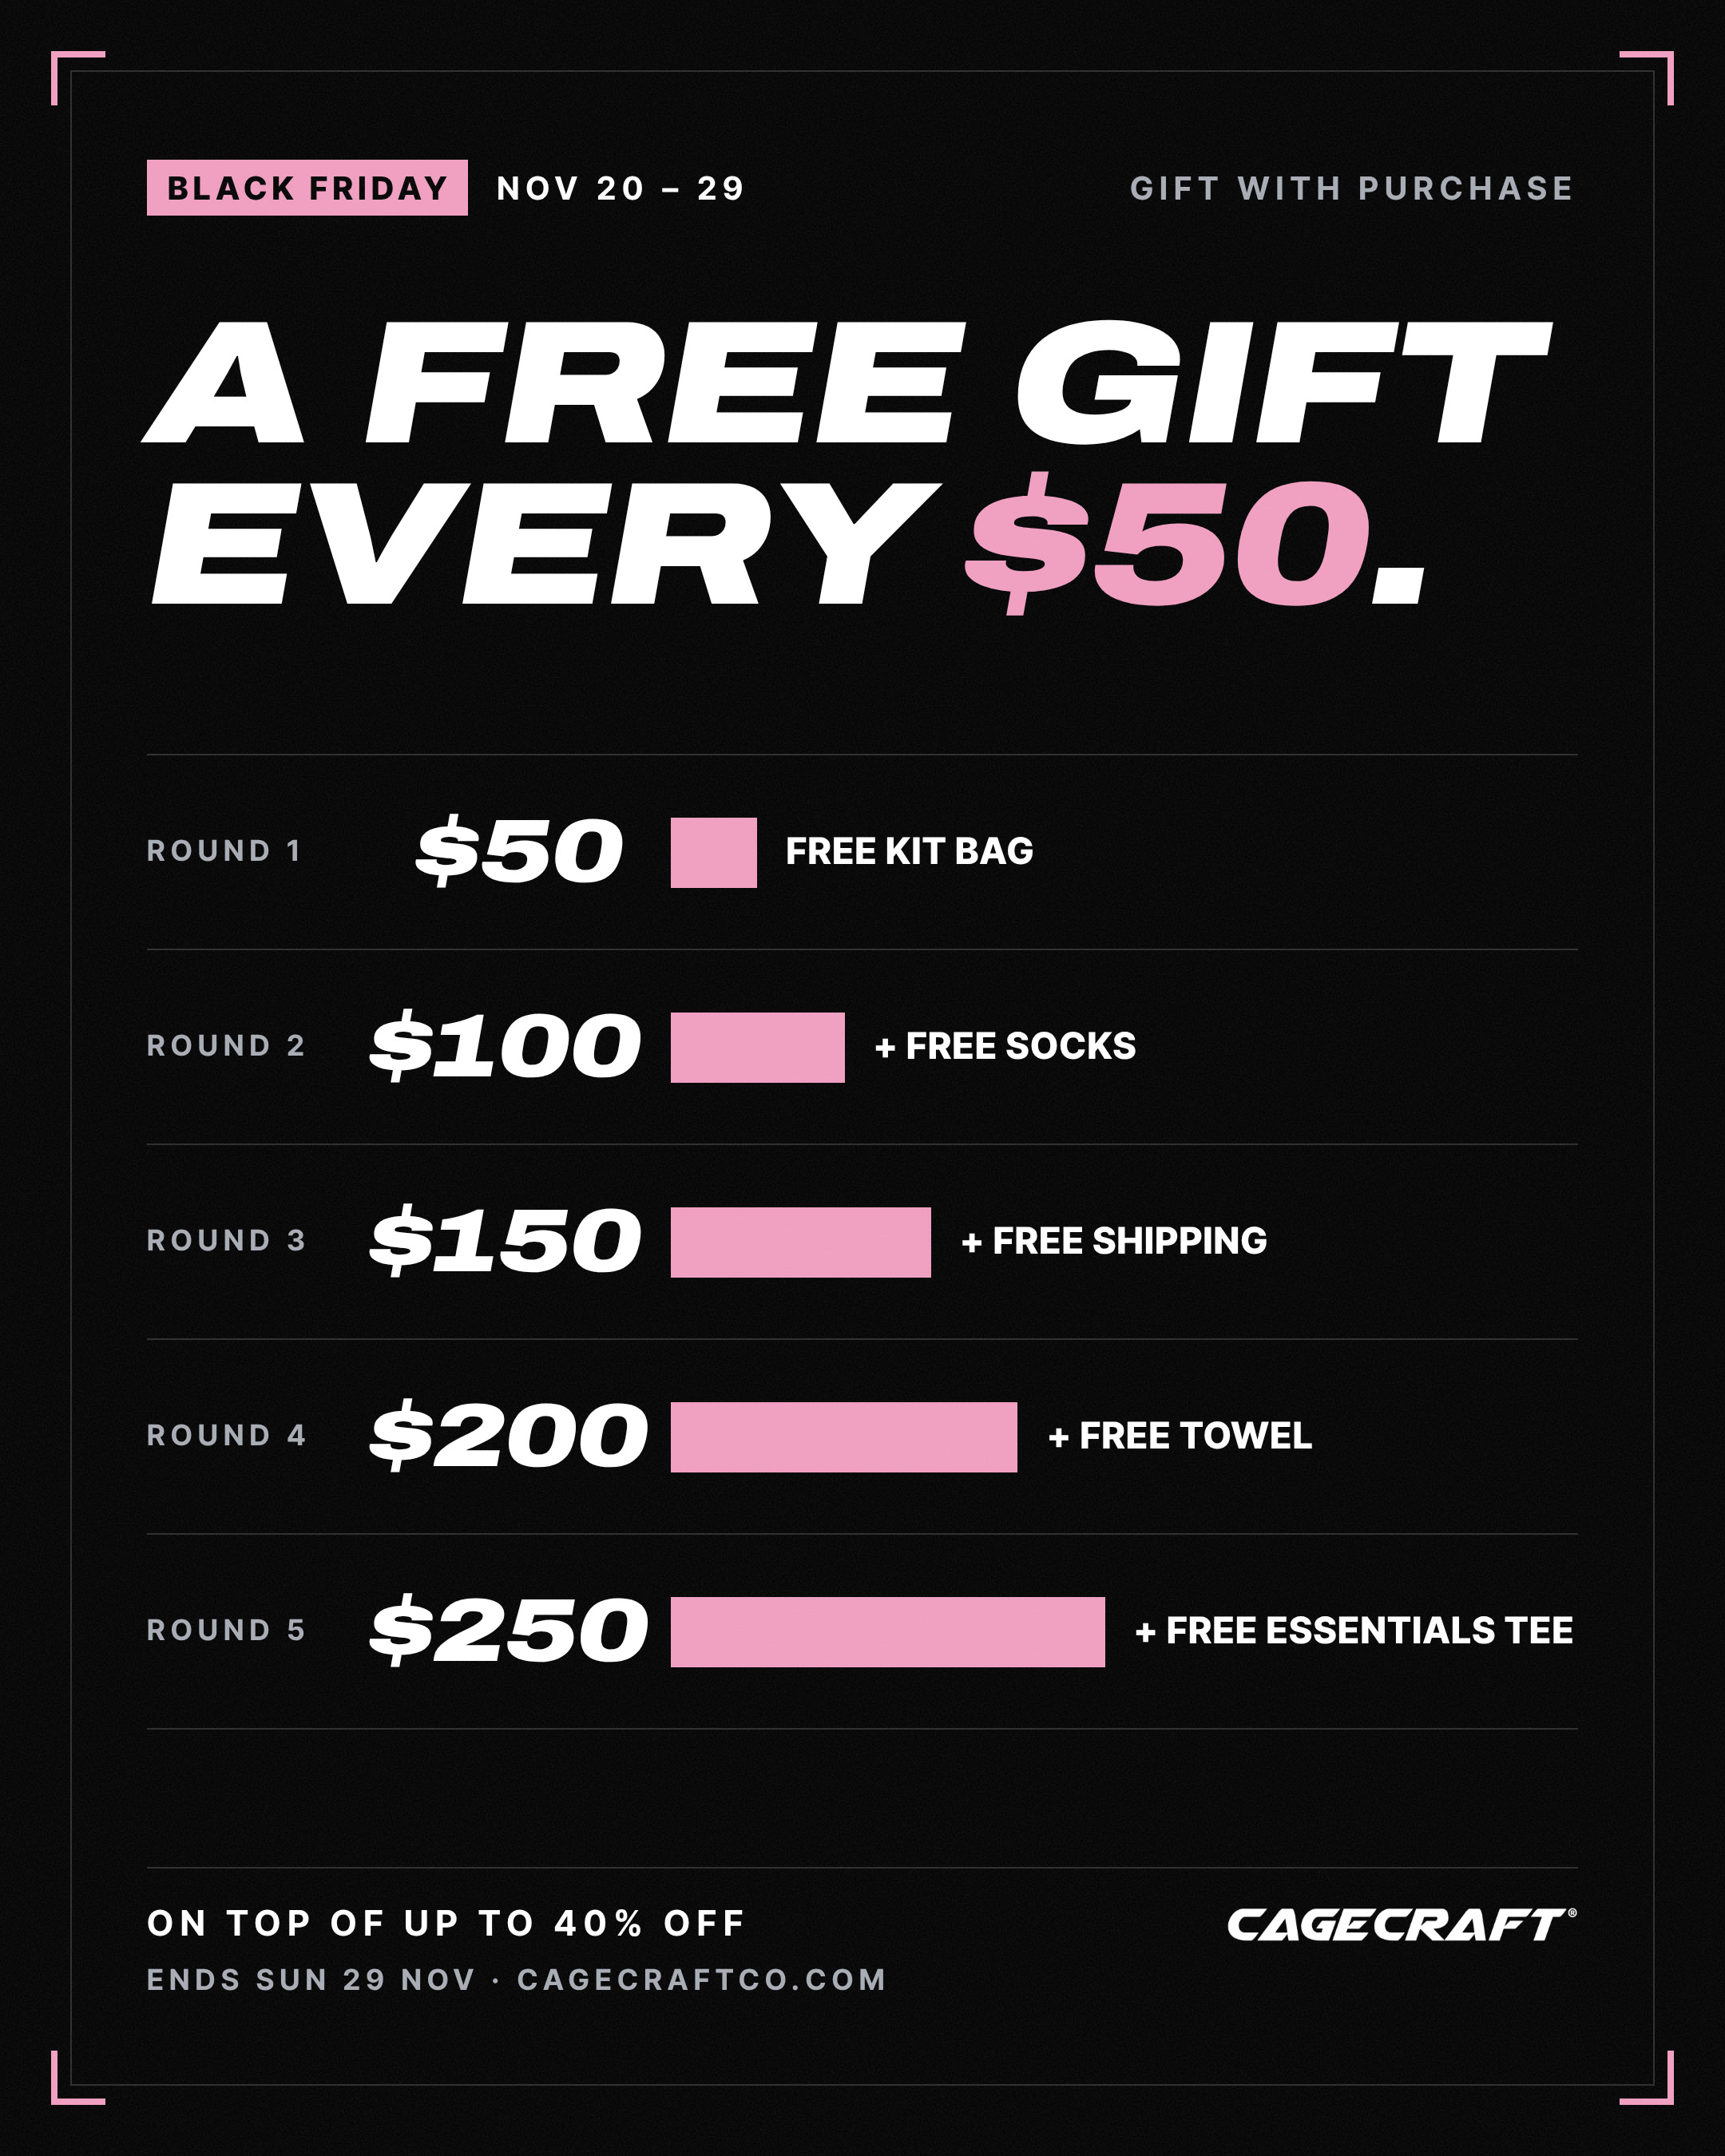 BLACK FRIDAY NOV 20 – 29 GIFT WITH PURCHASE
A FREE GIFT
EVERY $50.
ROUND 1 $50 FREE KIT BAG
ROUND 2 $100 + FREE SOCKS
ROUND 3 $150 + FREE SHIPPING
ROUND 4 $200 + FREE TOWEL
ROUND 5 $250 + FREE ESSENTIALS TEE
ON TOP OF UP TO 40% OFF
CAGECRAFT®
ENDS SUN 29 NOV · CAGECRAFTCO.COM